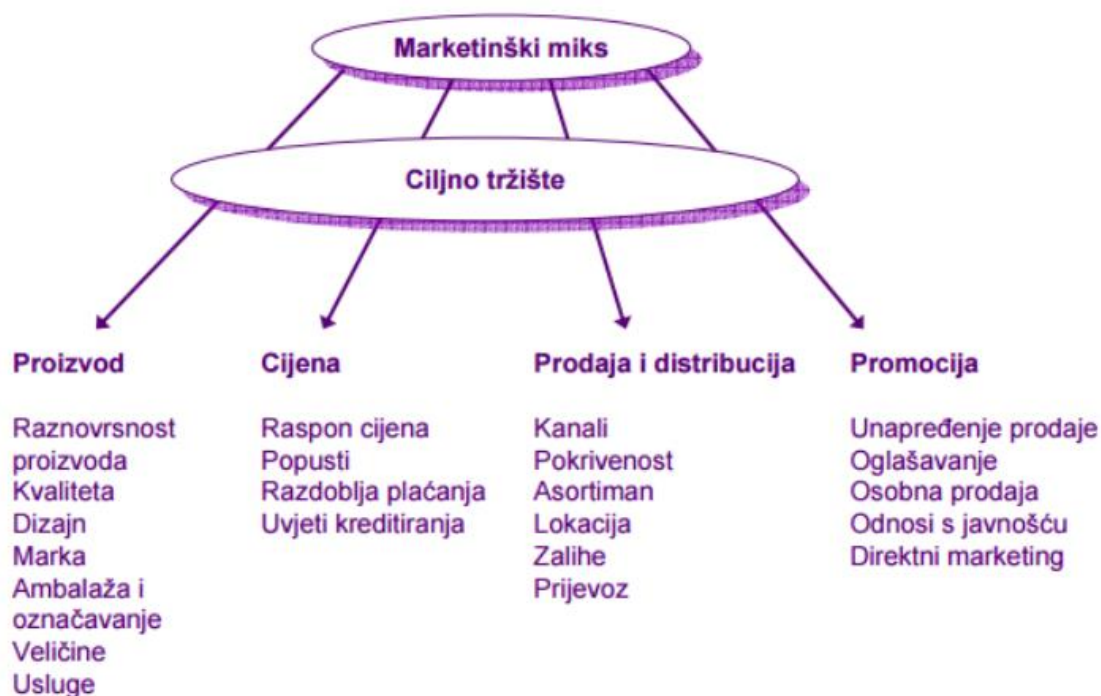 Marketinški miks
Ciljno tržište
Proizvod
Raznovrsnost
proizvoda
Kvaliteta
Dizajn
Marka
Ambalaža i
označavanje
Veličine
Usluge
Cijena
Raspon cijena
Popusti
Razdoblja plaćanja
Uvjeti kreditiranja
Prodaja i distribucija
Kanali
Pokrivenost
Asortiman
Lokacija
Zalihe
Prijevoz
Promocija
Unapređenje prodaje
Oglašavanje
Osobna prodaja
Odnosi s javnošću
Direktni marketing